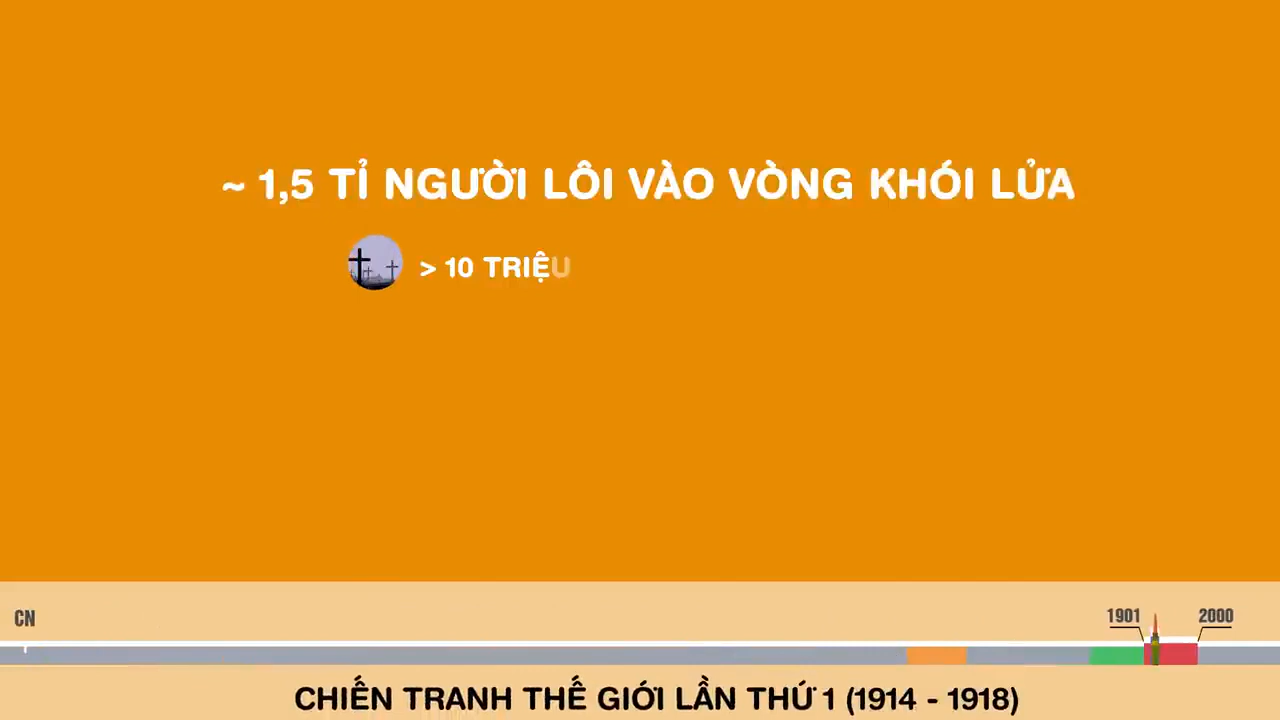 ~ 1,5 TỈ NGƯỜI LÔI VÀO VÒNG KHÓI LỬA
> 10 TRIỆU
CN
1901
2000
CHIẾN TRANH THẾ GIỚI LẦN THỨ 1 (1914 - 1918)